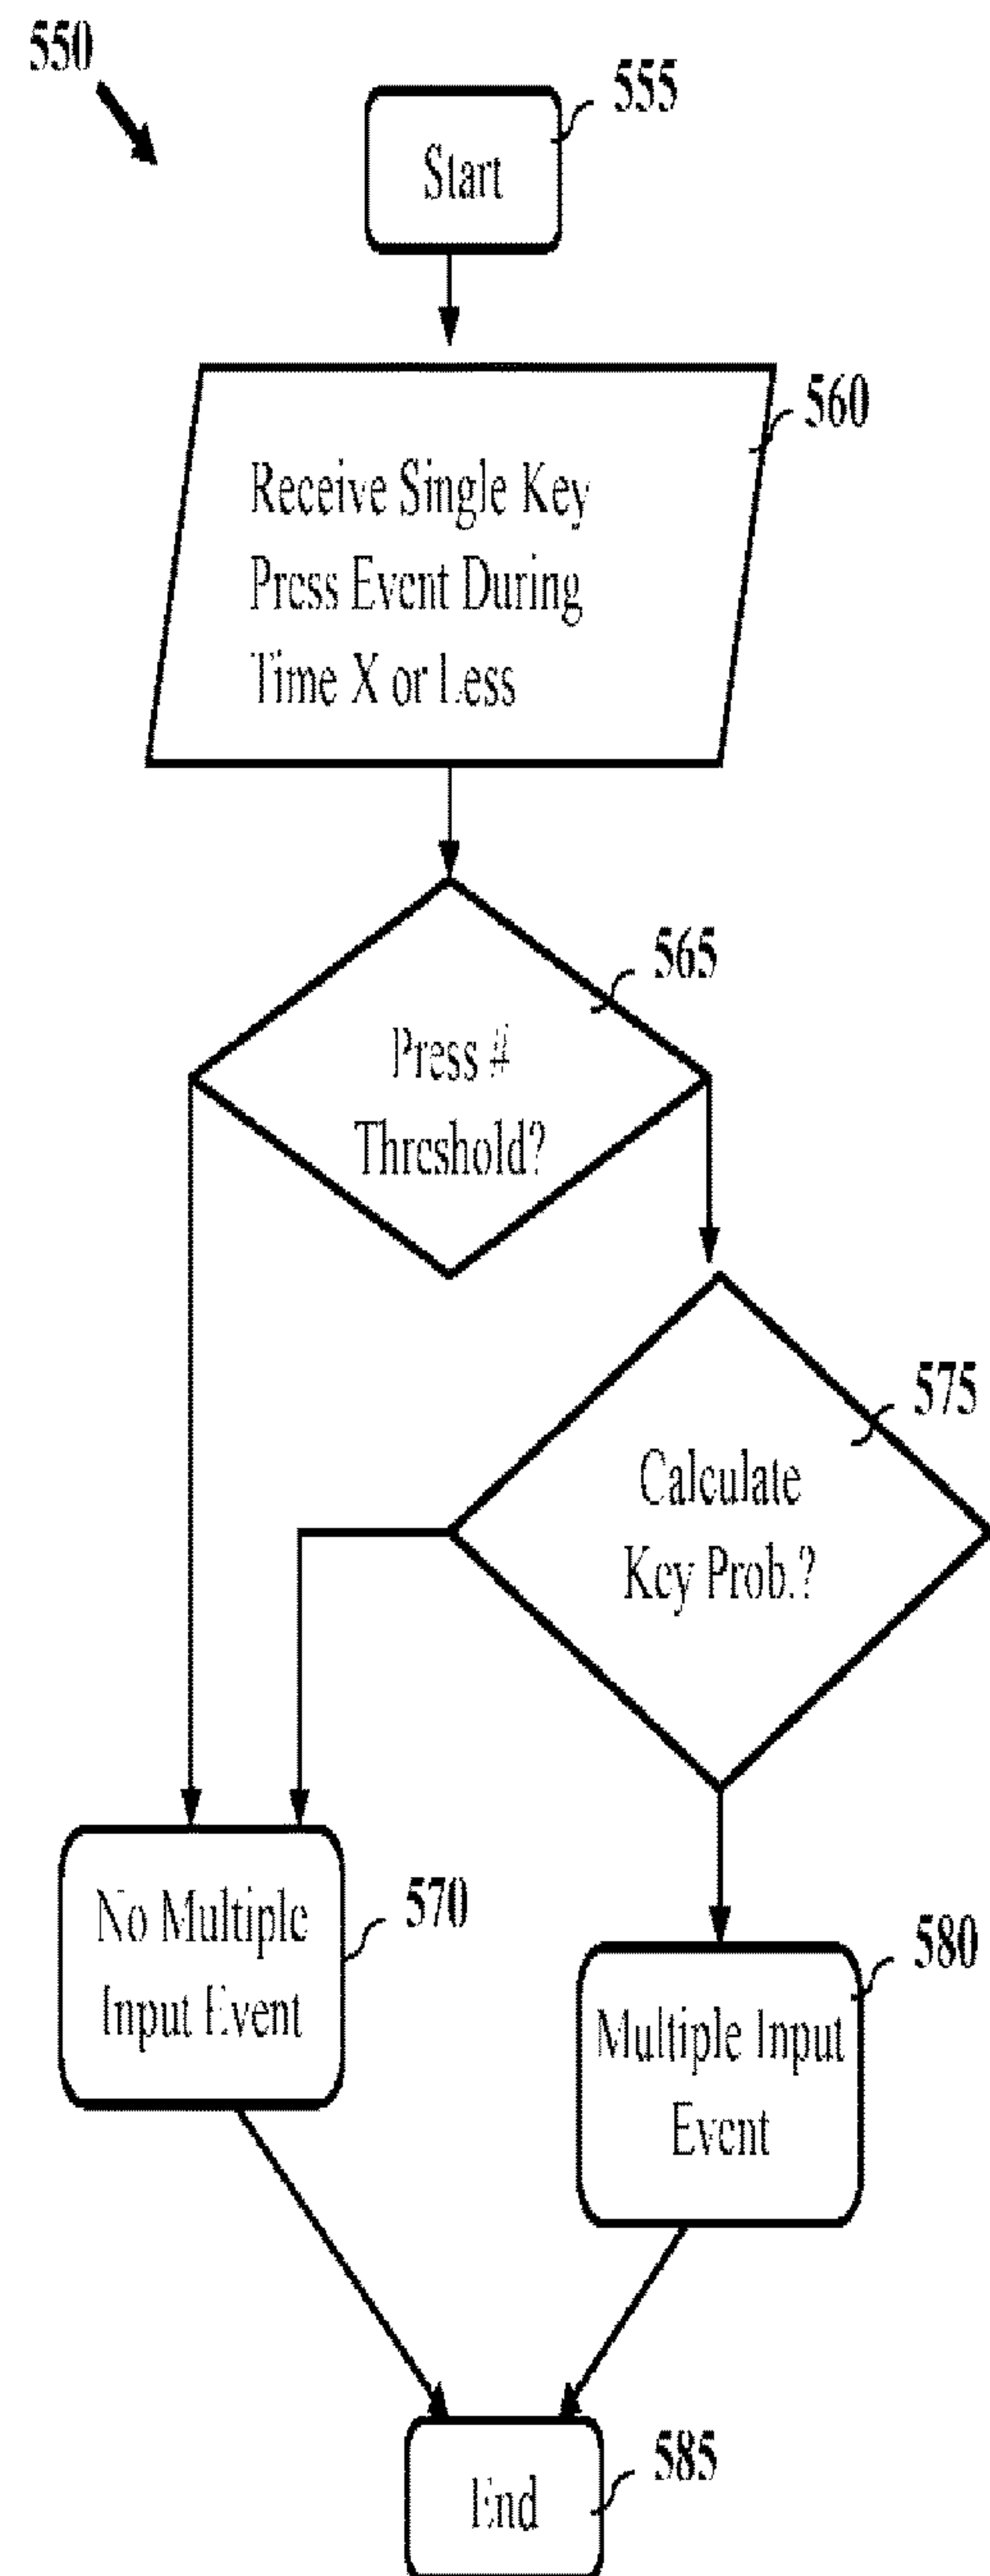 550
555
Start
560
Receive Single Key
Press Event During
Time X or Less
565
Press #
Threshold?
575
Calculate
Key Prob.?
No Multiple
Input Event
570
580
Multiple Input
Event
End
585